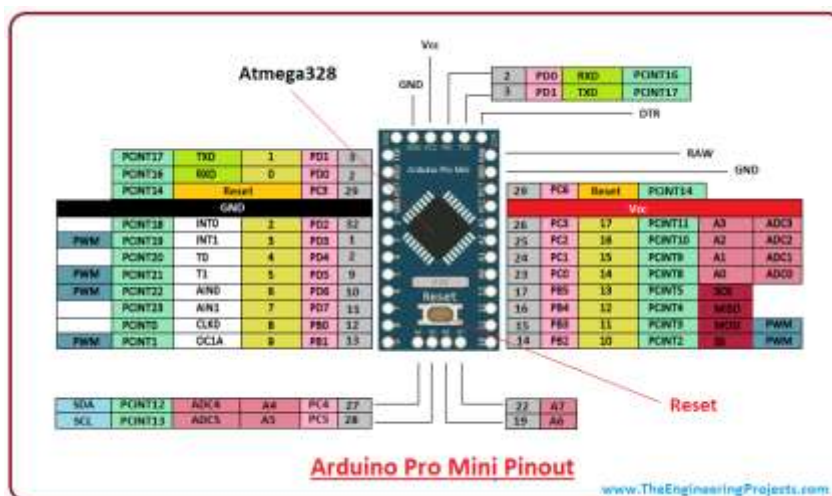 Vcc
Atmega328
GND
2 PD0 RXD PCINT16
3 PD1 TXD PCINT17
DTR
RAW
GND
Arduino Pro Mini
PCINT17 TXD 1 PD1 3
PCINT16 RXD 0 PD0 2
PCINT14 Reset PC3 29
GND
PCINT18 INT0 2 PD2 32
PWM PCINT19 INT1 3 PD3 1
PCINT20 T0 4 PD4 2
PWM PCINT21 T1 5 PD5 9
PWM PCINT22 AIN0 6 PD6 10
PCINT23 AIN1 7 PD7 11
PCINT0 CLK0 8 PB0 12
PWM PCINT1 OC1A 9 PB1 13
29 PC6 Reset PCINT14
Vcc
26 PC3 17 PCINT11 A3 ADC3
25 PC2 16 PCINT10 A2 ADC2
24 PC1 15 PCINT9 A1 ADC1
23 PC0 14 PCINT8 A0 ADC0
17 PB5 13 PCINT5
16 PB4 12 PCINT4
15 PB3 11 PCINT3 PWM
14 PB2 10 PCINT2 SS PWM
Reset
SDA PCINT12 ADC4 A4 PC4 27
SCL PCINT13 ADC5 A5 PC5 28
22 A7
19 A6
Reset
Arduino Pro Mini Pinout
www.TheEngineeringProjects.com